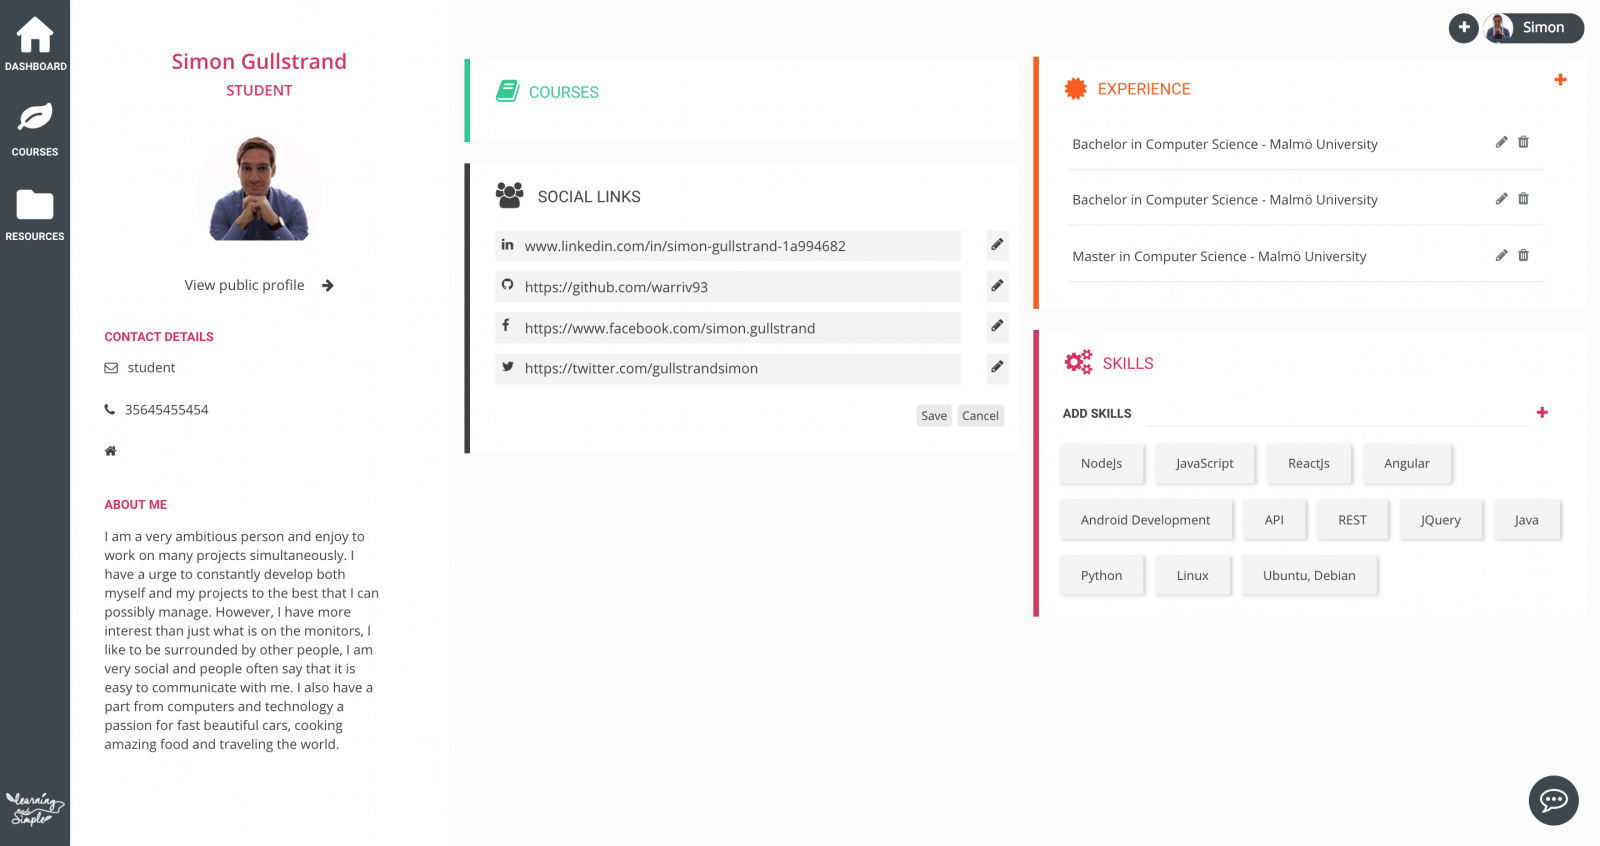 DASHBOARD
COURSES
RESOURCES
learning
made
Simple
Simon Gullstrand
STUDENT
View public profile
CONTACT DETAILS
student
35645455454
ABOUT ME
I am a very ambitious person and enjoy to
work on many projects simultaneously. I
have a urge to constantly develop both
myself and my projects to the best that I can
possibly manage. However, I have more
interest than just what is on the monitors, I
like to be surrounded by other people, I am
very social and people often say that it is
easy to communicate with me. I also have a
part from computers and technology a
passion for fast beautiful cars, cooking
amazing food and traveling the world.
COURSES
SOCIAL LINKS
www.linkedin.com/in/simon-gullstrand-1a994682
https://github.com/warriv93
https://www.facebook.com/simon.gullstrand
https://twitter.com/gullstrandsimon
Save Cancel
Simon
EXPERIENCE
Bachelor in Computer Science - Malmö University
Bachelor in Computer Science - Malmö University
Master in Computer Science - Malmö University
SKILLS
ADD SKILLS
NodeJs JavaScript ReactJs Angular
Android Development API REST JQuery Java
Python Linux Ubuntu, Debian